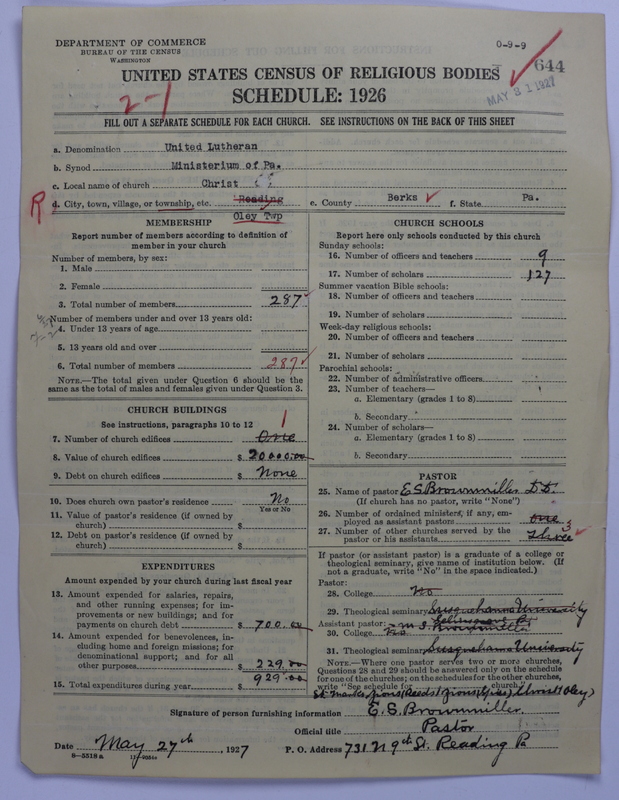 DEPARTMENT OF COMMERCE
BUREAU OF THE CENSUS
WASHINGTON
0-9-9
644
MAY 31 1927
UNITED STATES CENSUS OF RELIGIOUS BODIES
2-1
SCHEDULE: 1926
FILL OUT A SEPARATE SCHEDULE FOR EACH CHURCH. SEE INSTRUCTIONS ON THE BACK OF THIS SHEET
a. Denomination United Lutheran
b. Synod Ministerium of Pa.
c. Local name of church Christ
R d. City, town, village, or township, etc. Reading e. County Berks f. State Pa.
Oley Twp
MEMBERSHIP
Report number of members according to definition of
member in your church
Number of members, by sex:
1. Male
2. Female
3. Total number of members 287
Number of members under and over 13 years old:
4. Under 13 years of age
5. 13 years old and over
6. Total number of members 287
NOTE.—The total given under Question 6 should be the
same as the total of males and females given under Question 3.
CHURCH BUILDINGS
See instructions, paragraphs 10 to 12
1
7. Number of church edifices One
8. Value of church edifices $ 20000.00
9. Debt on church edifices $ None
10. Does church own pastor's residence No
Yes or No
11. Value of pastor's residence (if owned by
church) $
12. Debt on pastor's residence (if owned by
church) $
EXPENDITURES
Amount expended by your church during last fiscal year
13. Amount expended for salaries, repairs,
and other running expenses; for im-
provements or new buildings; and for
payments on church debt $ 700.00
14. Amount expended for benevolences, in-
cluding home and foreign missions; for
denominational support; and for all
other purposes 229.00
15. Total expenditures during year $ 929.00
CHURCH SCHOOLS
Report here only schools conducted by this church
Sunday schools:
16. Number of officers and teachers 9
17. Number of scholars 127
Summer vacation Bible schools:
18. Number of officers and teachers
19. Number of scholars
Week-day religious schools:
20. Number of officers and teachers
21. Number of scholars
Parochial schools:
22. Number of administrative officers
23. Number of teachers—
a. Elementary (grades 1 to 8)
b. Secondary
24. Number of scholars—
a. Elementary (grades 1 to 8)
b. Secondary
PASTOR
25. Name of pastor E.S. Brownmiller D.D.
(If church has no pastor, write "None")
26. Number of ordained ministers, if any, em-
ployed as assistant pastors one
27. Number of churches served by the
pastor or his assistants Three 3
If pastor (or assistant pastor) is a graduate of a college or
theological seminary, give name of institution below. (If
not a graduate, write "No" in the space indicated.)
Pastor:
28. College No
29. Theological seminary Susquehanna University
Selinsgrove Pa
Assistant pastor: M. S. Brownmiller
30. College No
31. Theological seminary Susquehanna University
NOTE.—Where one pastor serves two or more churches,
Questions 28 and 29 should be answered only on the schedule
for one of the churches; on the schedules for the other churches,
write "See schedule for church."
St. Marks, Zions (Reeds) Zions (Spies) Christ (Oley)
Signature of person furnishing information E. S. Brownmiller
Official title Pastor
Date May 27th, 1927 P. O. Address 731 N 9th St. Reading Pa
8—5518a